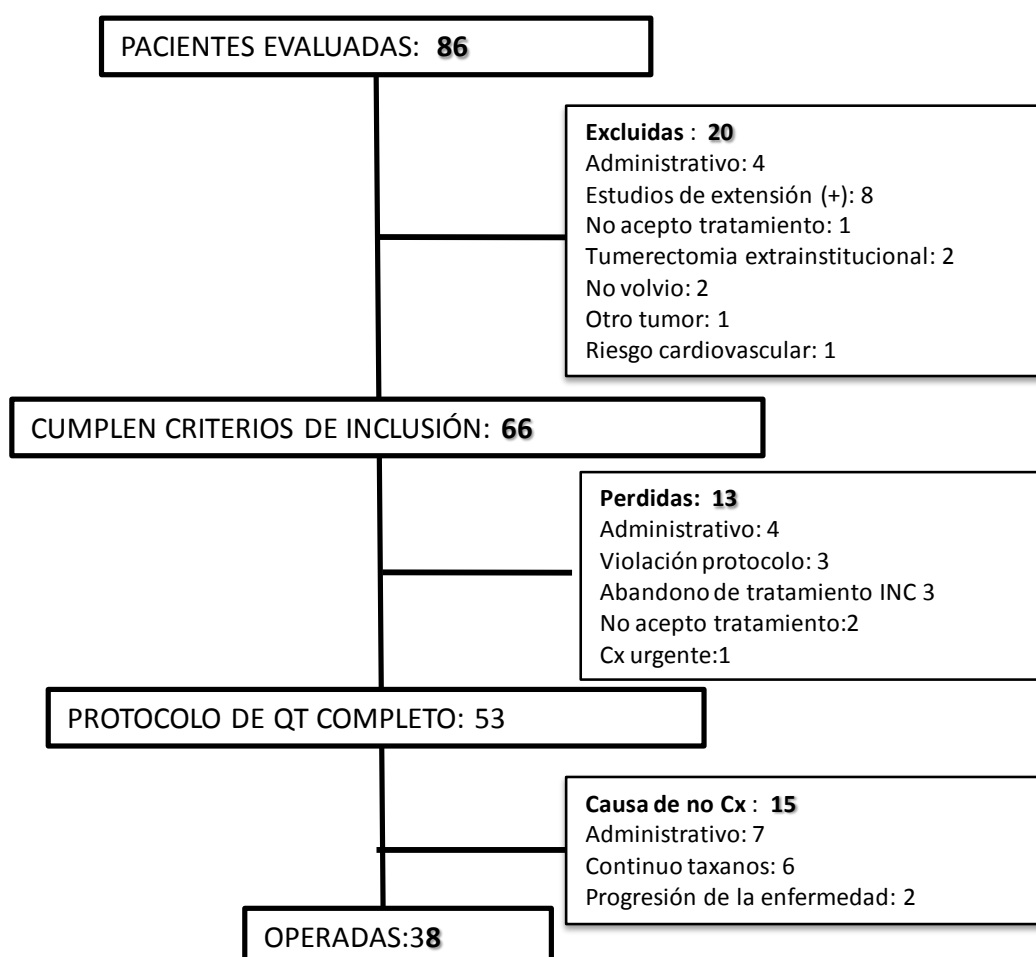 PACIENTES EVALUADAS: 86
Excluidas : 20
Administrativo: 4
Estudios de extensión (+): 8
No acepto tratamiento: 1
Tumerectomia extrainstitucional: 2
No volvio: 2
Otro tumor: 1
Riesgo cardiovascular: 1
CUMPLEN CRITERIOS DE INCLUSIÓN: 66
Perdidas: 13
Administrativo: 4
Violación protocolo: 3
Abandono de tratamiento INC 3
No acepto tratamiento:2
Cx urgente:1
PROTOCOLO DE QT COMPLETO: 53
Causa de no Cx : 15
Administrativo: 7
Continuo taxanos: 6
Progresión de la enfermedad: 2
OPERADAS:38